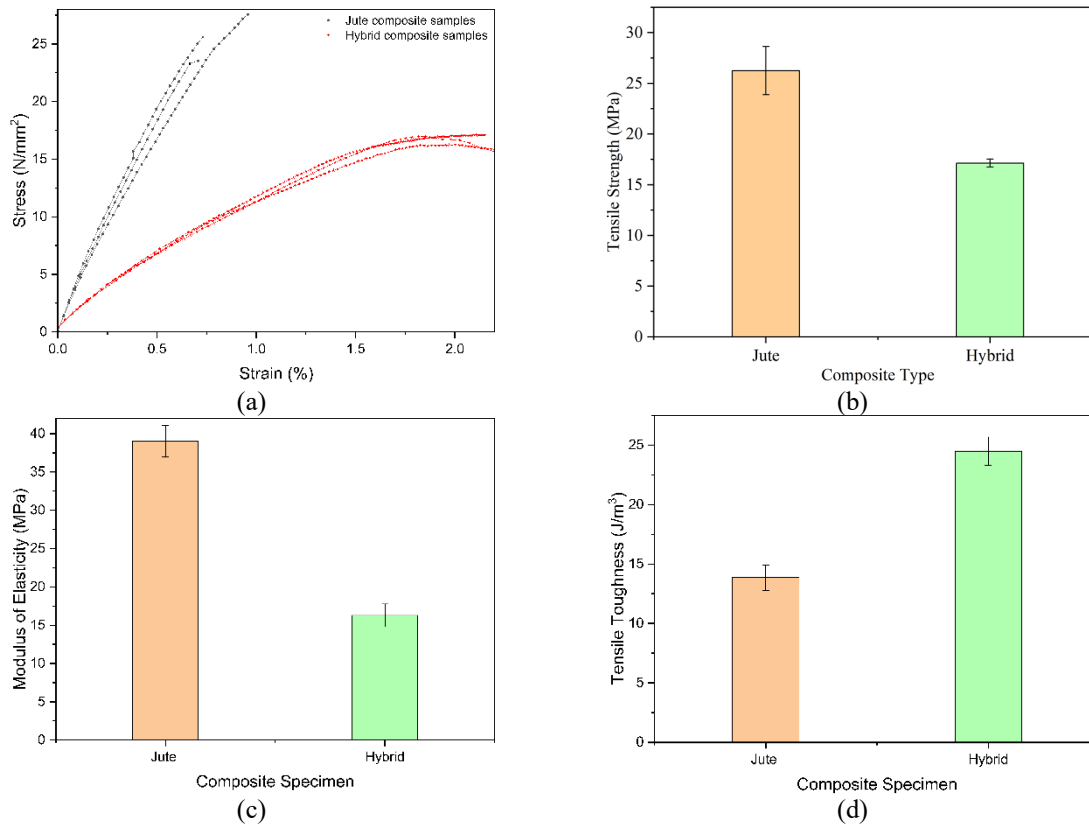 Jute composite samples
Hybrid composite samples
25
20
15
10
5
0
Stress (N/mm²)
0.0 0.5 1.0 1.5 2.0
Strain (%)
(a)
30
25
20
15
10
5
0
Tensile Strength (MPa)
Jute Hybrid
Composite Type
(b)
40
35
30
25
20
15
10
5
0
Modulus of Elasticity (MPa)
Jute Hybrid
Composite Specimen
(c)
25
20
15
10
5
0
Tensile Toughness (J/m³)
Jute Hybrid
Composite Specimen
(d)